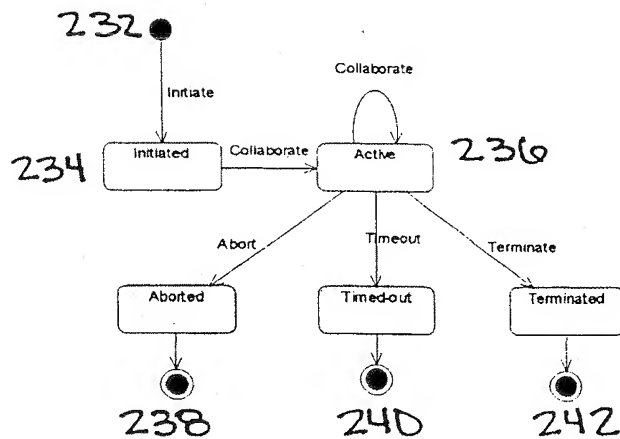 232
Collaborate
Initiate
Initiated
Collaborate
Active
234
236
Abort
Timeout
Terminate
Aborted
Timed-out
Terminated
238
240
242